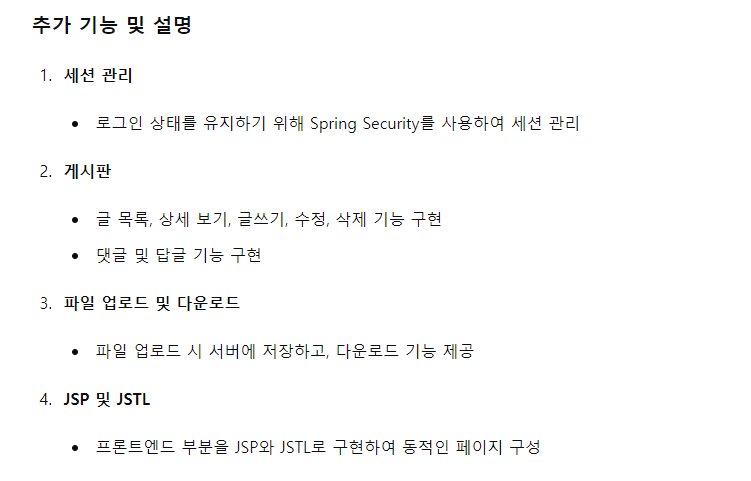 추가 기능 및 설명
1. 세션 관리
• 로그인 상태를 유지하기 위해 Spring Security를 사용하여 세션 관리
2. 게시판
• 글 목록, 상세 보기, 글쓰기, 수정, 삭제 기능 구현
• 댓글 및 답글 기능 구현
3. 파일 업로드 및 다운로드
• 파일 업로드 시 서버에 저장하고, 다운로드 기능 제공
4. JSP 및 JSTL
• 프론트엔드 부분을 JSP와 JSTL로 구현하여 동적인 페이지 구성